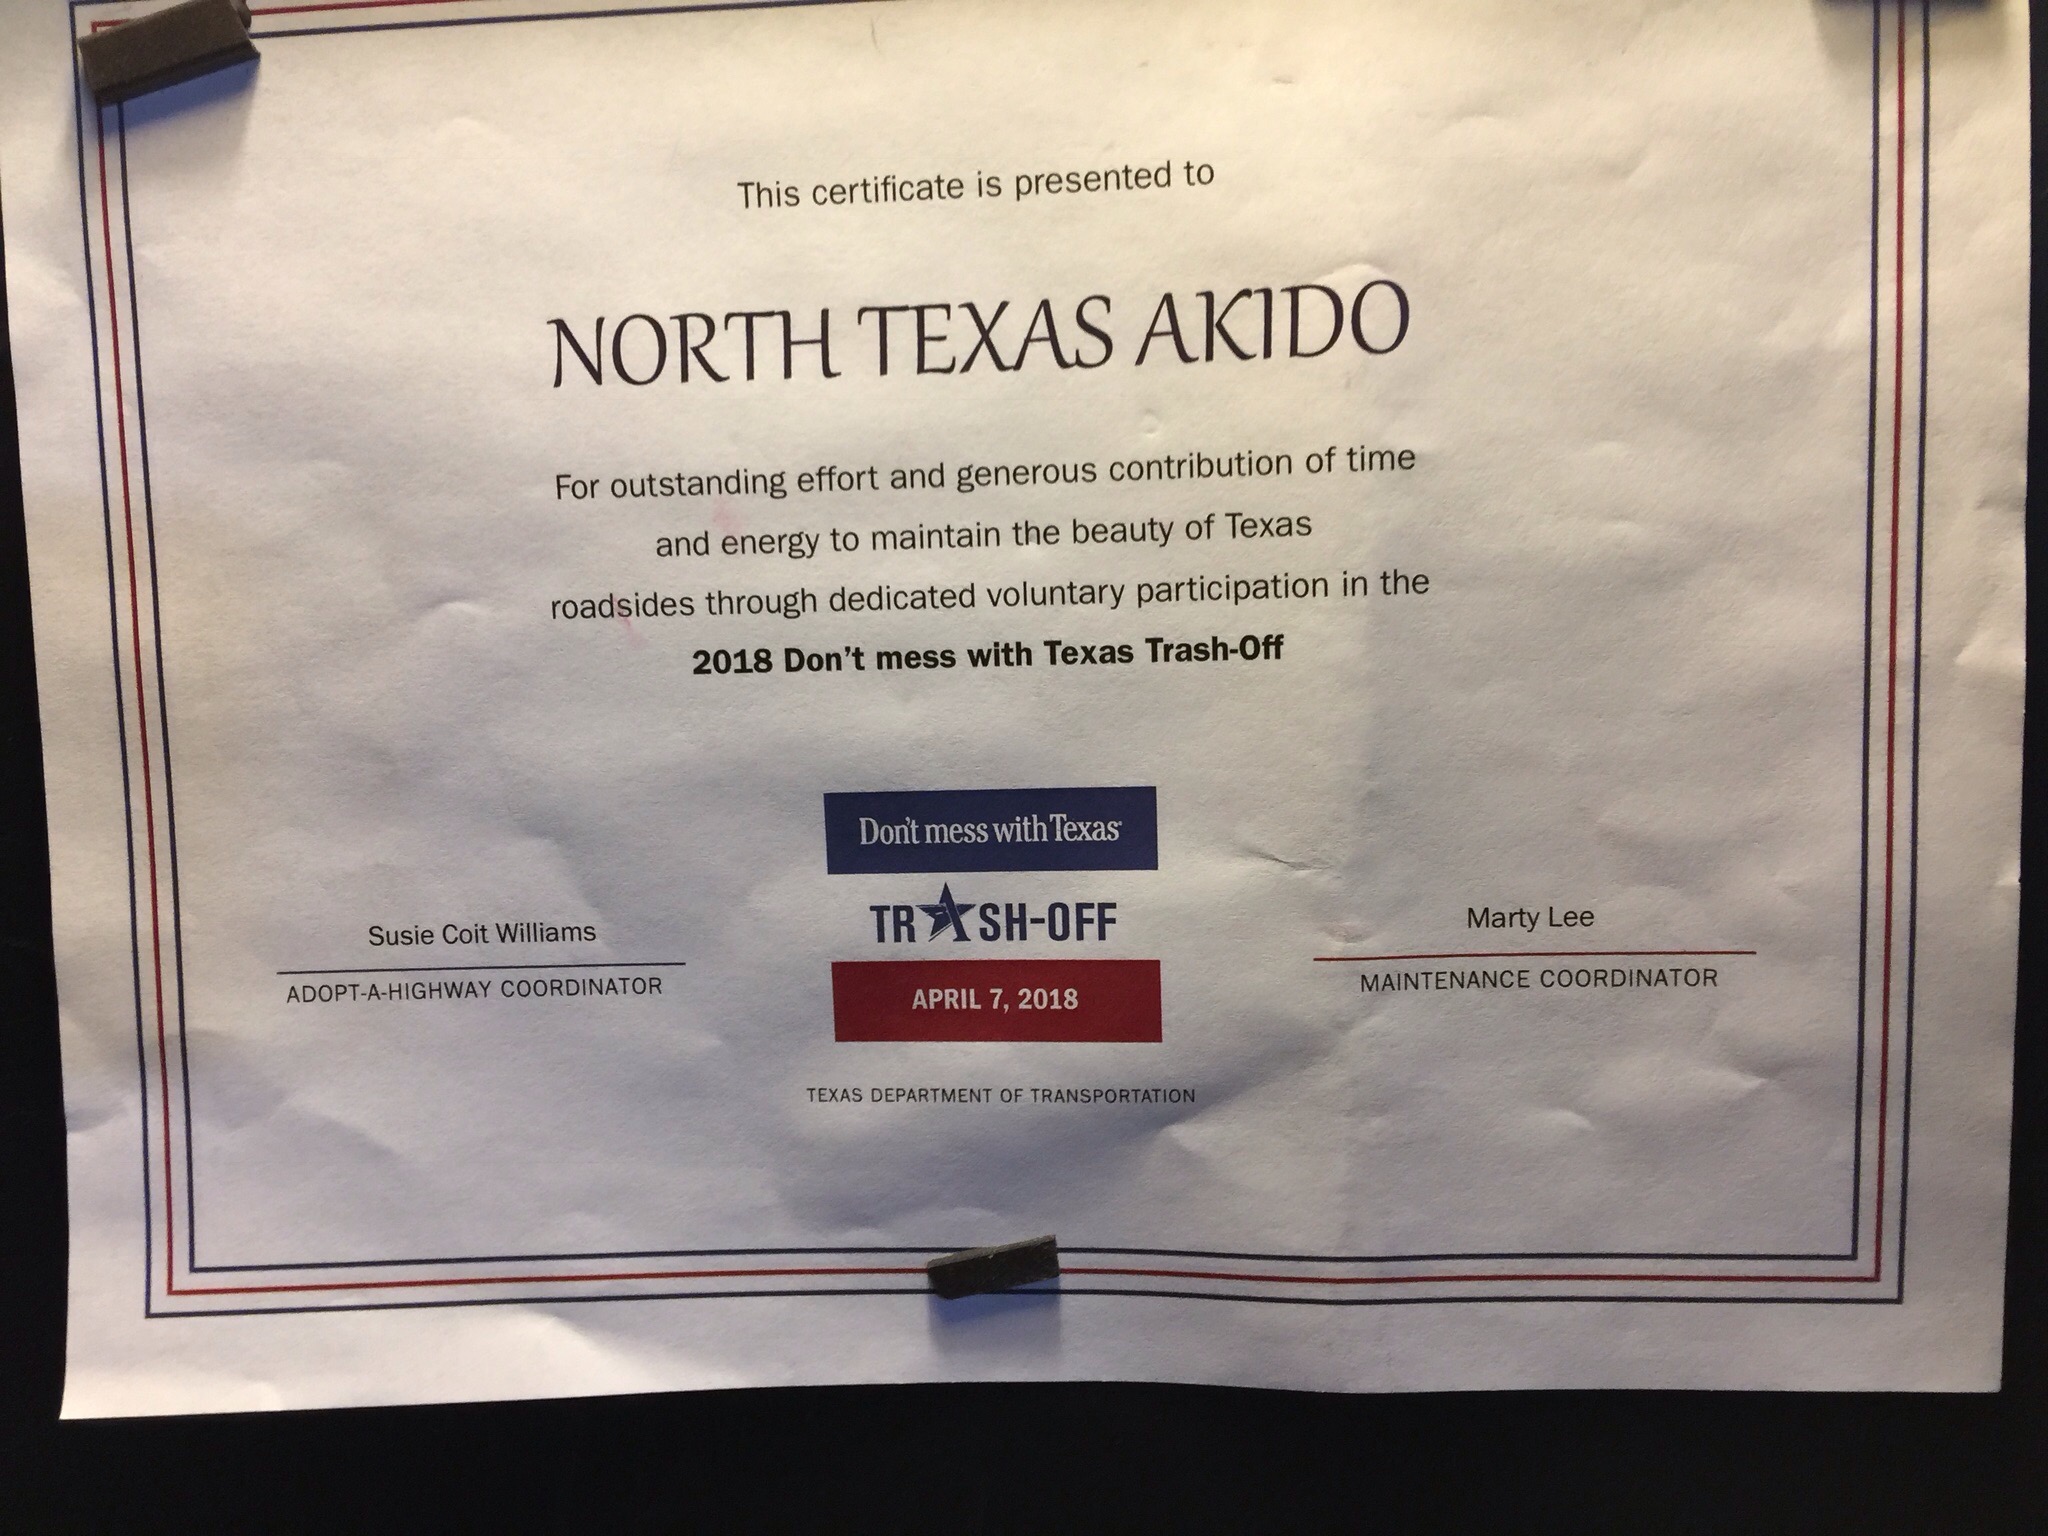 This certificate is presented to
NORTH TEXAS AKIDO
For outstanding effort and generous contribution of time
and energy to maintain the beauty of Texas
roadsides through dedicated voluntary participation in the
2018 Don't mess with Texas Trash-Off
Don't mess with Texas
TRASH-OFF
APRIL 7, 2018
Susie Coit Williams
ADOPT-A-HIGHWAY COORDINATOR
Marty Lee
MAINTENANCE COORDINATOR
TEXAS DEPARTMENT OF TRANSPORTATION